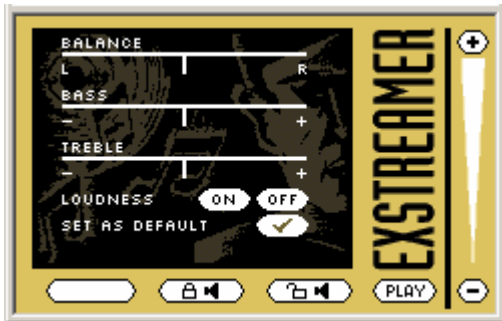 BALANCE
L R
BASS
- +
TREBLE
- +
LOUDNESS ON OFF
SET AS DEFAULT
EXSTREAMER
PLAY
+
-